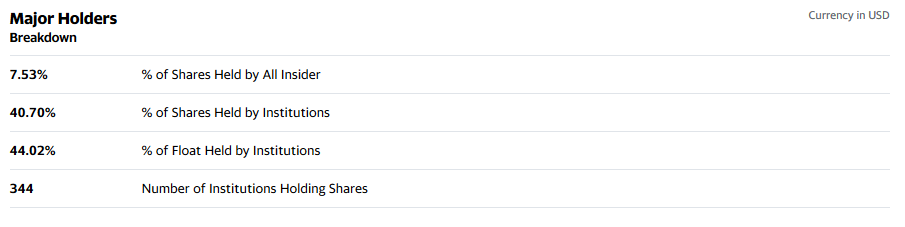 Major Holders
Currency in USD
Breakdown
7.53% % of Shares Held by All Insider
40.70% % of Shares Held by Institutions
44.02% % of Float Held by Institutions
344 Number of Institutions Holding Shares